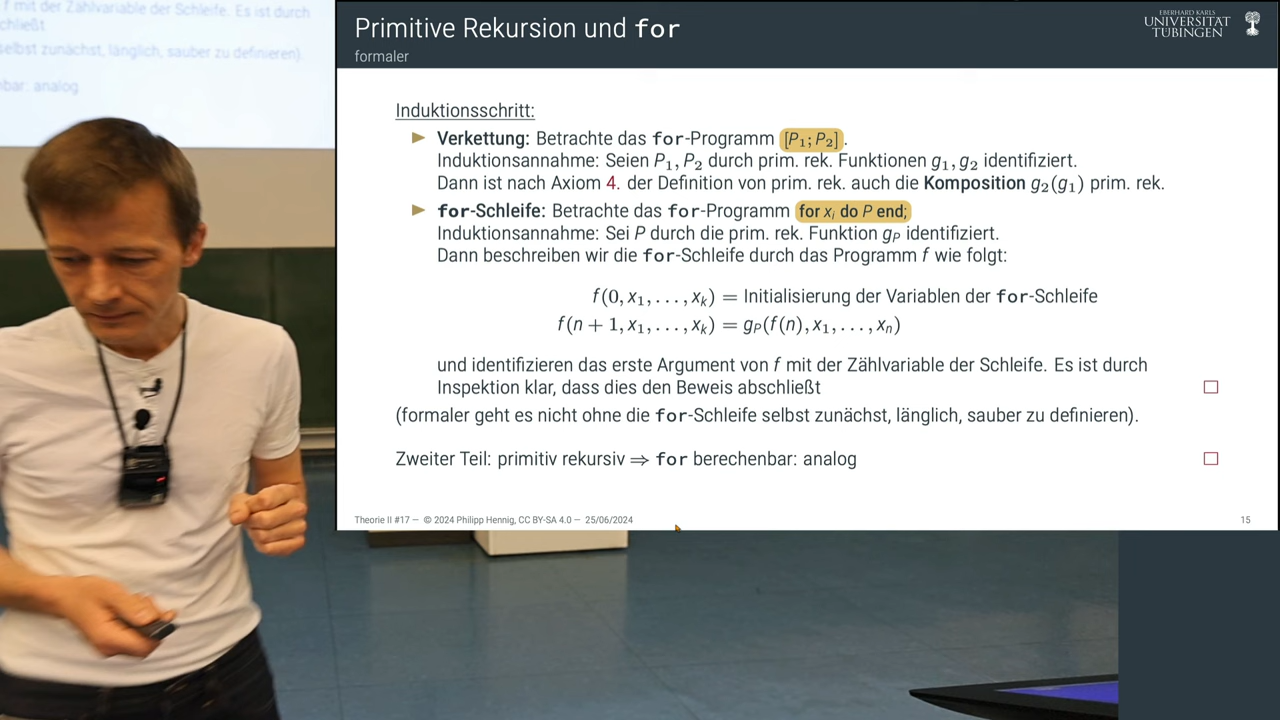 f mit der Zählvariable der Schleife. Es ist durch
chließt
selbst zunächst, länglich, sauber zu definieren).
bar: analog
Primitive Rekursion und for
formaler
EBERHARD KARLS
UNIVERSITÄT
TÜBINGEN
Induktionsschritt:
► Verkettung: Betrachte das for-Programm [P₁; P₂].
Induktionsannahme: Seien P₁, P₂ durch prim. rek. Funktionen g₁, g₂ identifiziert.
Dann ist nach Axiom 4. der Definition von prim. rek. auch die Komposition g₂(g₁) prim. rek.
► for-Schleife: Betrachte das for-Programm for xᵢ do P end;
Induktionsannahme: Sei P durch die prim. rek. Funktion g_P identifiziert.
Dann beschreiben wir die for-Schleife durch das Programm f wie folgt:
f(0, x₁, . . . , xₖ) = Initialisierung der Variablen der for-Schleife
f(n + 1, x₁, . . . , xₖ) = g_P(f(n), x₁, . . . , xₙ)
und identifizieren das erste Argument von f mit der Zählvariable der Schleife. Es ist durch
Inspektion klar, dass dies den Beweis abschließt □
(formaler geht es nicht ohne die for-Schleife selbst zunächst, länglich, sauber zu definieren).
Zweiter Teil: primitiv rekursiv ⇒ for berechenbar: analog □
Theorie II #17 — © 2024 Philipp Hennig, CC BY-SA 4.0 — 25/06/2024 15